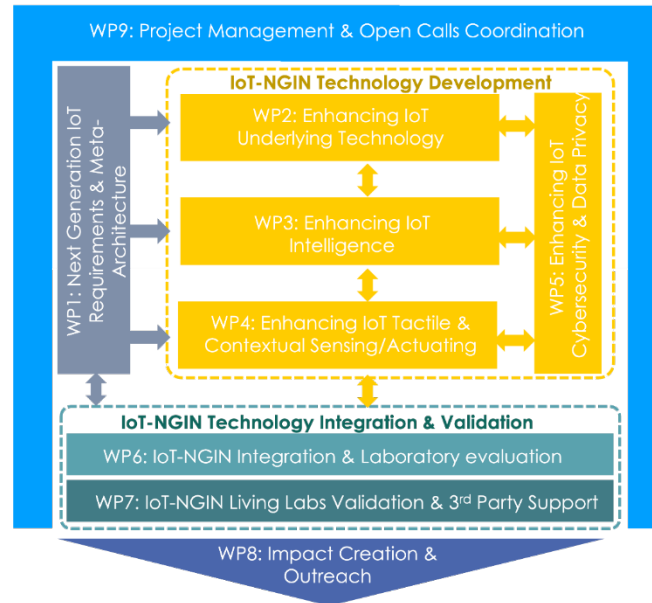 WP9: Project Management & Open Calls Coordination
IoT-NGIN Technology Development
WP1: Next Generation IoT
Requirements & Meta-
Architecture
WP2: Enhancing IoT
Underlying Technology
WP3: Enhancing IoT
Intelligence
WP4: Enhancing IoT Tactile &
Contextual Sensing/Actuating
WP5: Enhancing IoT
Cybersecurity & Data Privacy
IoT-NGIN Technology Integration & Validation
WP6: IoT-NGIN Integration & Laboratory evaluation
WP7: IoT-NGIN Living Labs Validation & 3rd Party Support
WP8: Impact Creation &
Outreach